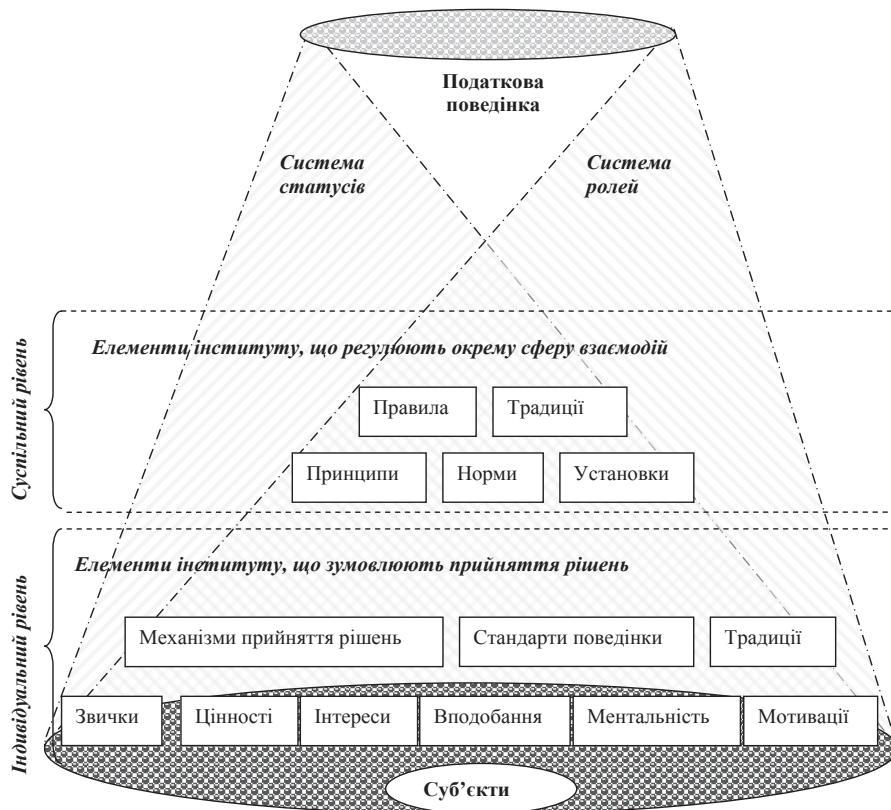 Податкова
поведінка
Система
статусів
Система
ролей
Суспільний рівень
Елементи інституту, що регулюють окрему сферу взаємодій
Правила
Традиції
Принципи
Норми
Установки
Індивідуальний рівень
Елементи інституту, що зумовлюють прийняття рішень
Механізми прийняття рішень
Стандарти поведінки
Традиції
Звички
Цінності
Інтереси
Вподобання
Ментальність
Мотивації
Суб’єкти